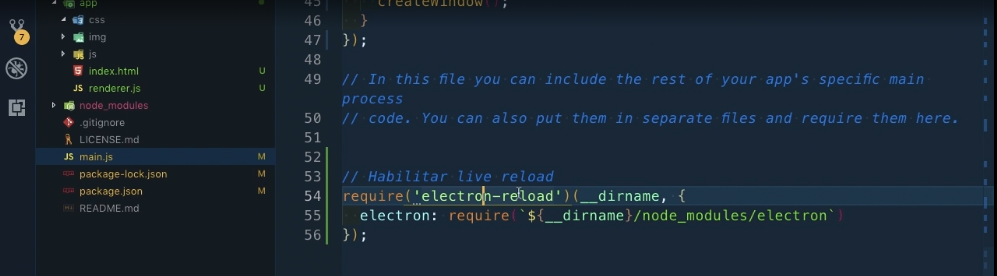 7
app
css
img
js
JS
index.html U
JS renderer.js U
node_modules
.gitignore
LICENSE.md
JS main.js M
package-lock.json M
package.json M
README.md
45 createWindow();
46 }
47 });
48
49 // In this file you can include the rest of your app's specific main
process
50 // code. You can also put them in separate files and require them here.
51
52
53 // Habilitar live reload
54 require('electron-reload')(__dirname, {
55 electron: require(`${__dirname}/node_modules/electron`)
56 });